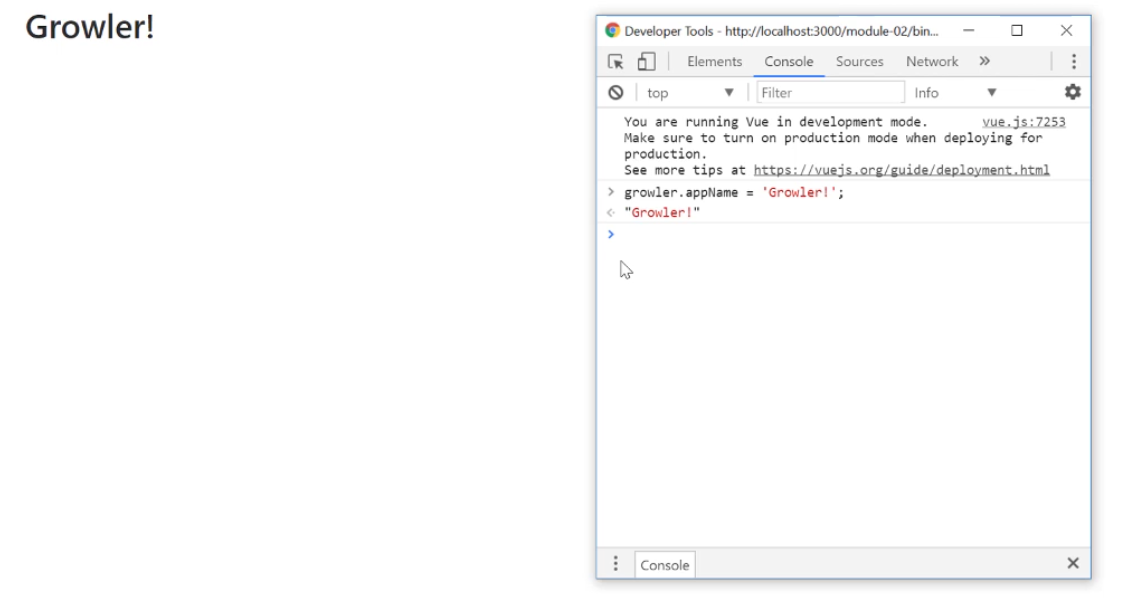 Growler!
Developer Tools - http://localhost:3000/module-02/bin...
Elements Console Sources Network »
top Filter Info
You are running Vue in development mode. vue.js:7253
Make sure to turn on production mode when deploying for
production.
See more tips at https://vuejs.org/guide/deployment.html
> growler.appName = 'Growler!';
"Growler!"
>
Console